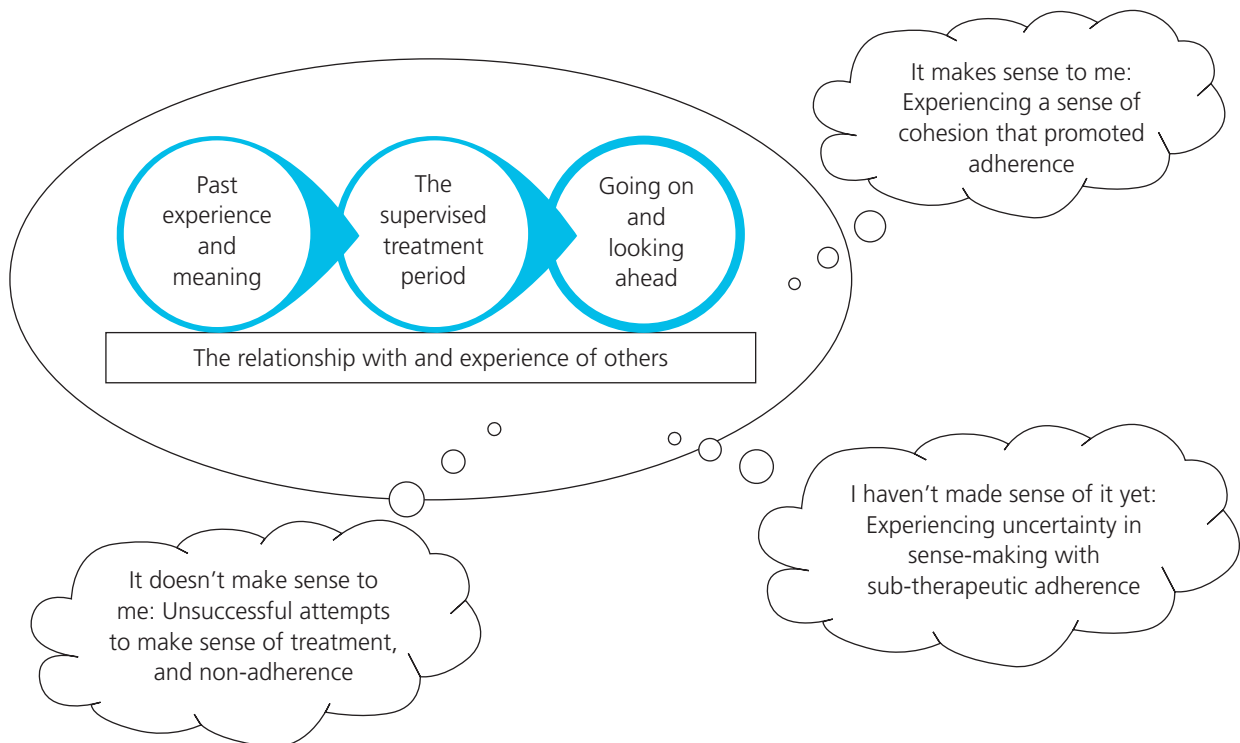 It makes sense to me:
Experiencing a sense of
cohesion that promoted
adherence
Past
experience
and
meaning
The
supervised
treatment
period
Going on
and
looking
ahead
The relationship with and experience of others
I haven’t made sense of it yet:
Experiencing uncertainty in
sense-making with
sub-therapeutic adherence
It doesn’t make sense to
me: Unsuccessful attempts
to make sense of treatment,
and non-adherence